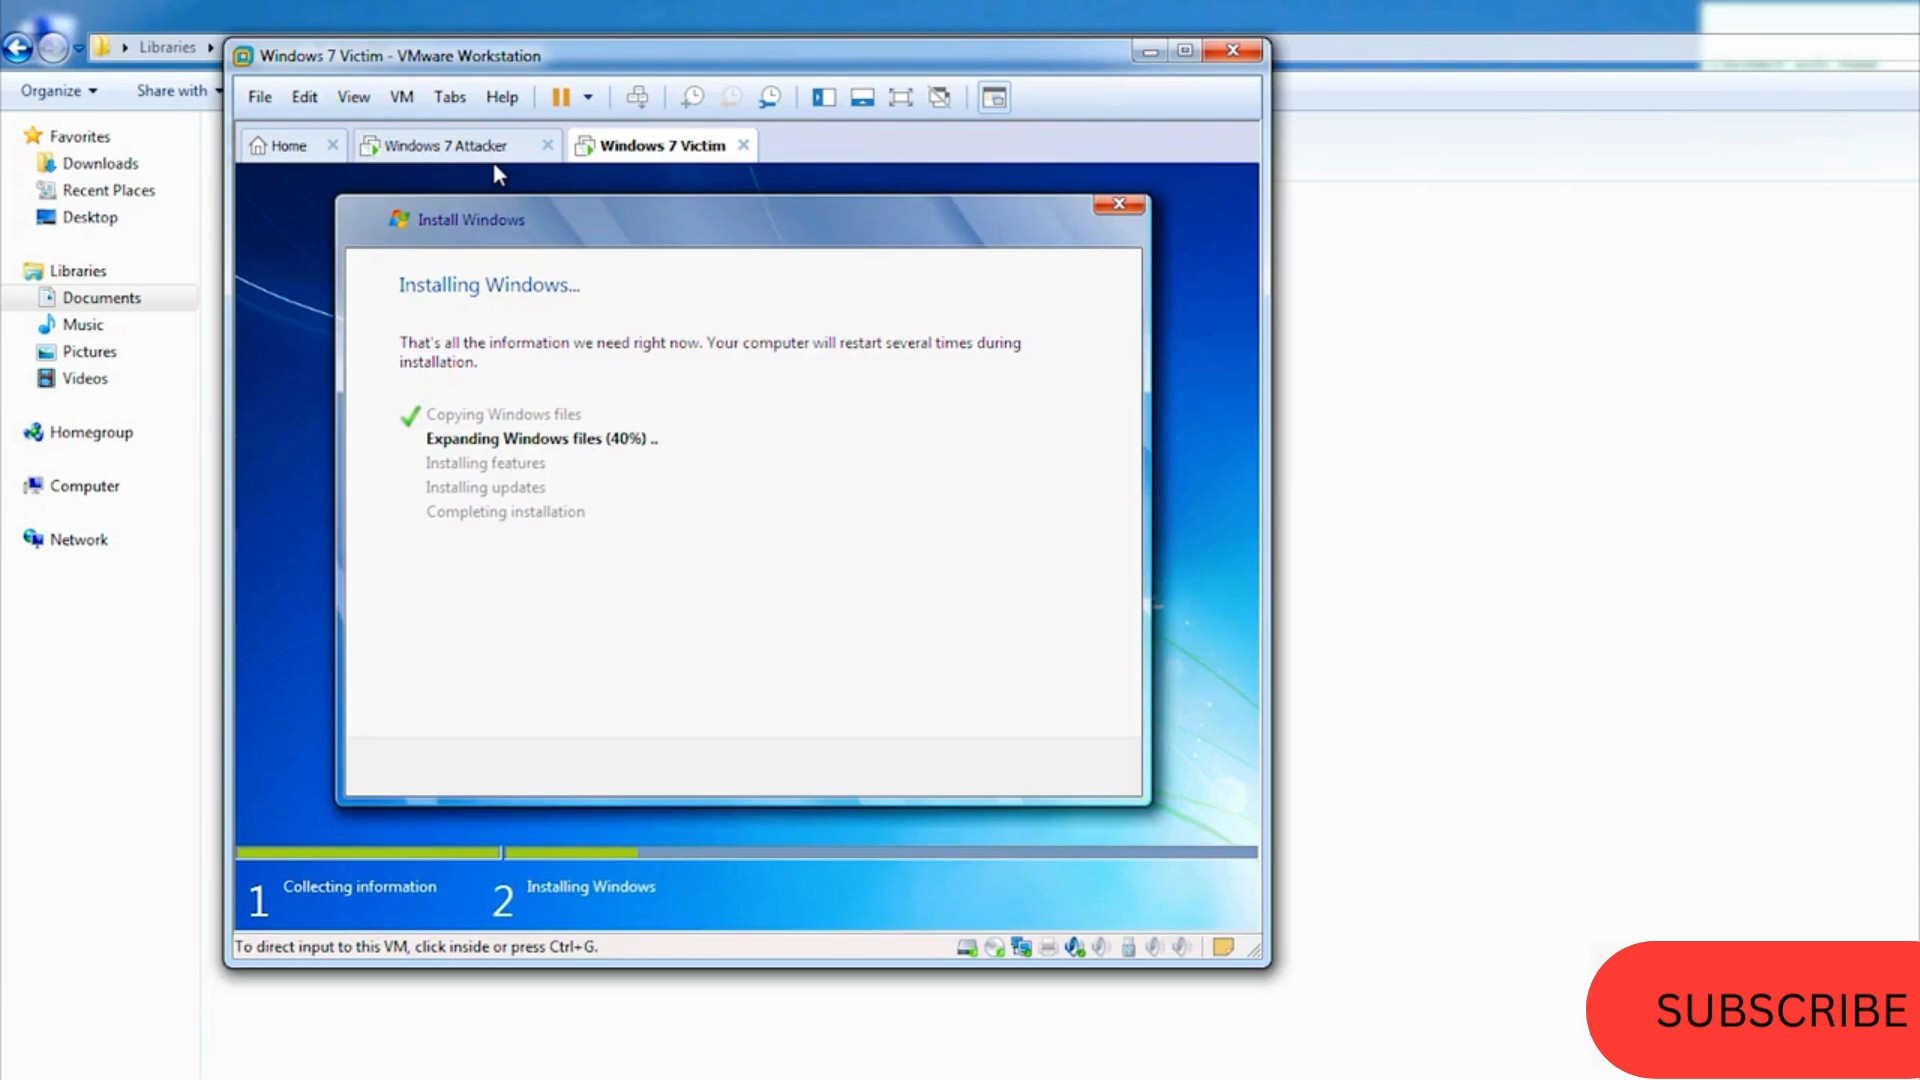 Libraries
Windows 7 Victim - VMware Workstation
Organize
Share with
File Edit View VM Tabs Help
Home
Windows 7 Attacker
Windows 7 Victim
Favorites
Downloads
Recent Places
Desktop
Libraries
Documents
Music
Pictures
Videos
Homegroup
Computer
Network
Install Windows
Installing Windows...
That's all the information we need right now. Your computer will restart several times during
installation.
Copying Windows files
Expanding Windows files (40%) ..
Installing features
Installing updates
Completing installation
1 Collecting information
2 Installing Windows
To direct input to this VM, click inside or press Ctrl+G.
SUBSCRIBE